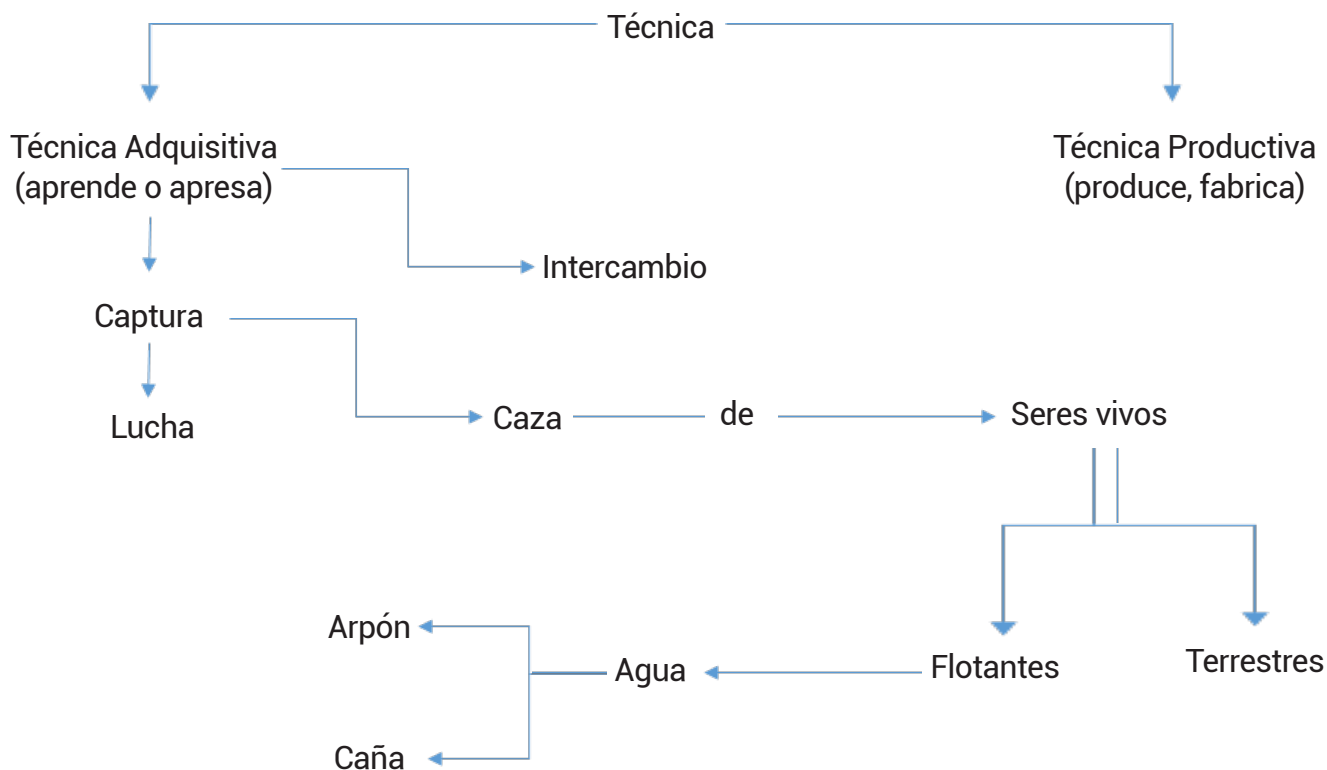 Técnica
Técnica Adquisitiva
(aprende o apresa)
Técnica Productiva
(produce, fabrica)
Intercambio
Captura
Lucha
Caza
de
Seres vivos
Arpón
Agua
Flotantes
Terrestres
Caña